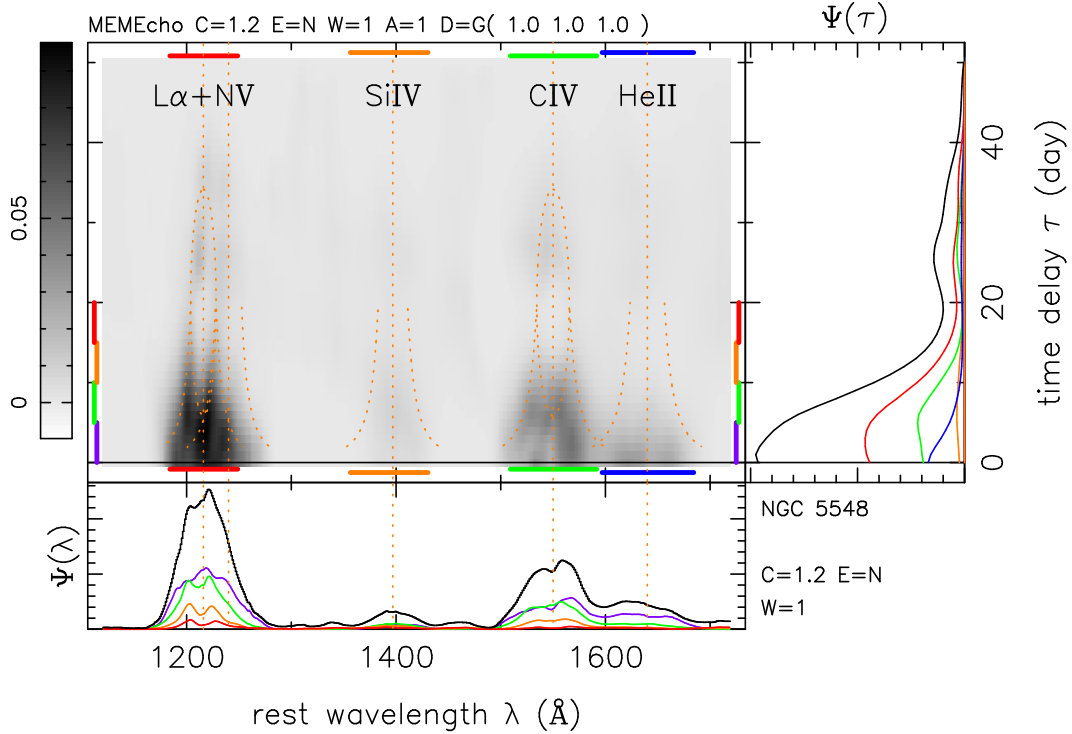 MEMEcho C=1.2 E=N W=1 A=1 D=G( 1.0 1.0 1.0 )
Ψ(τ)
Lα+NV SiIV CIV HeII
0.05
0
40
20
0
time delay τ (day)
Ψ(λ)
NGC 5548
C=1.2 E=N
W=1
1200 1400 1600
rest wavelength λ (Å)